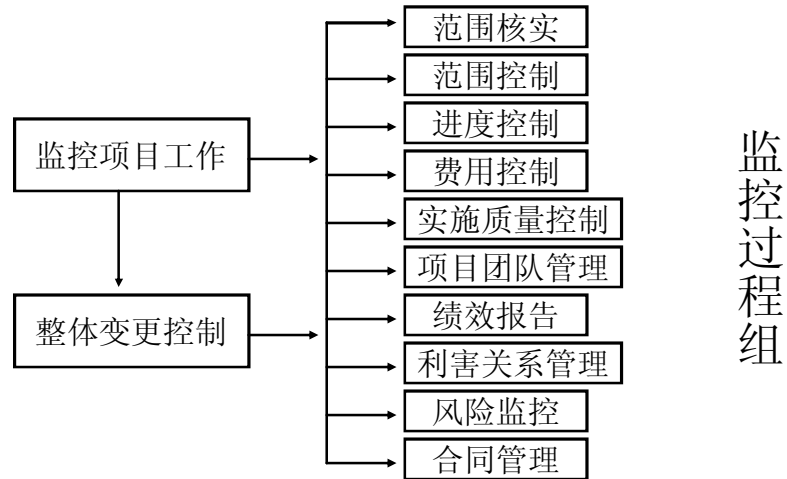 监控项目工作
整体变更控制
范围核实
范围控制
进度控制
费用控制
实施质量控制
项目团队管理
绩效报告
利害关系管理
风险监控
合同管理
监控过程组